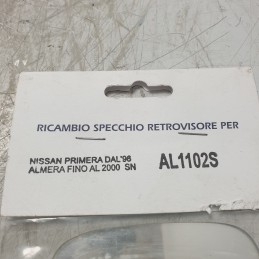 RICAMBIO SPECCHIO RETROVISORE PER
NISSAN PRIMERA DAL'96 AL1102S
ALMERA FINO AL 2000 SN